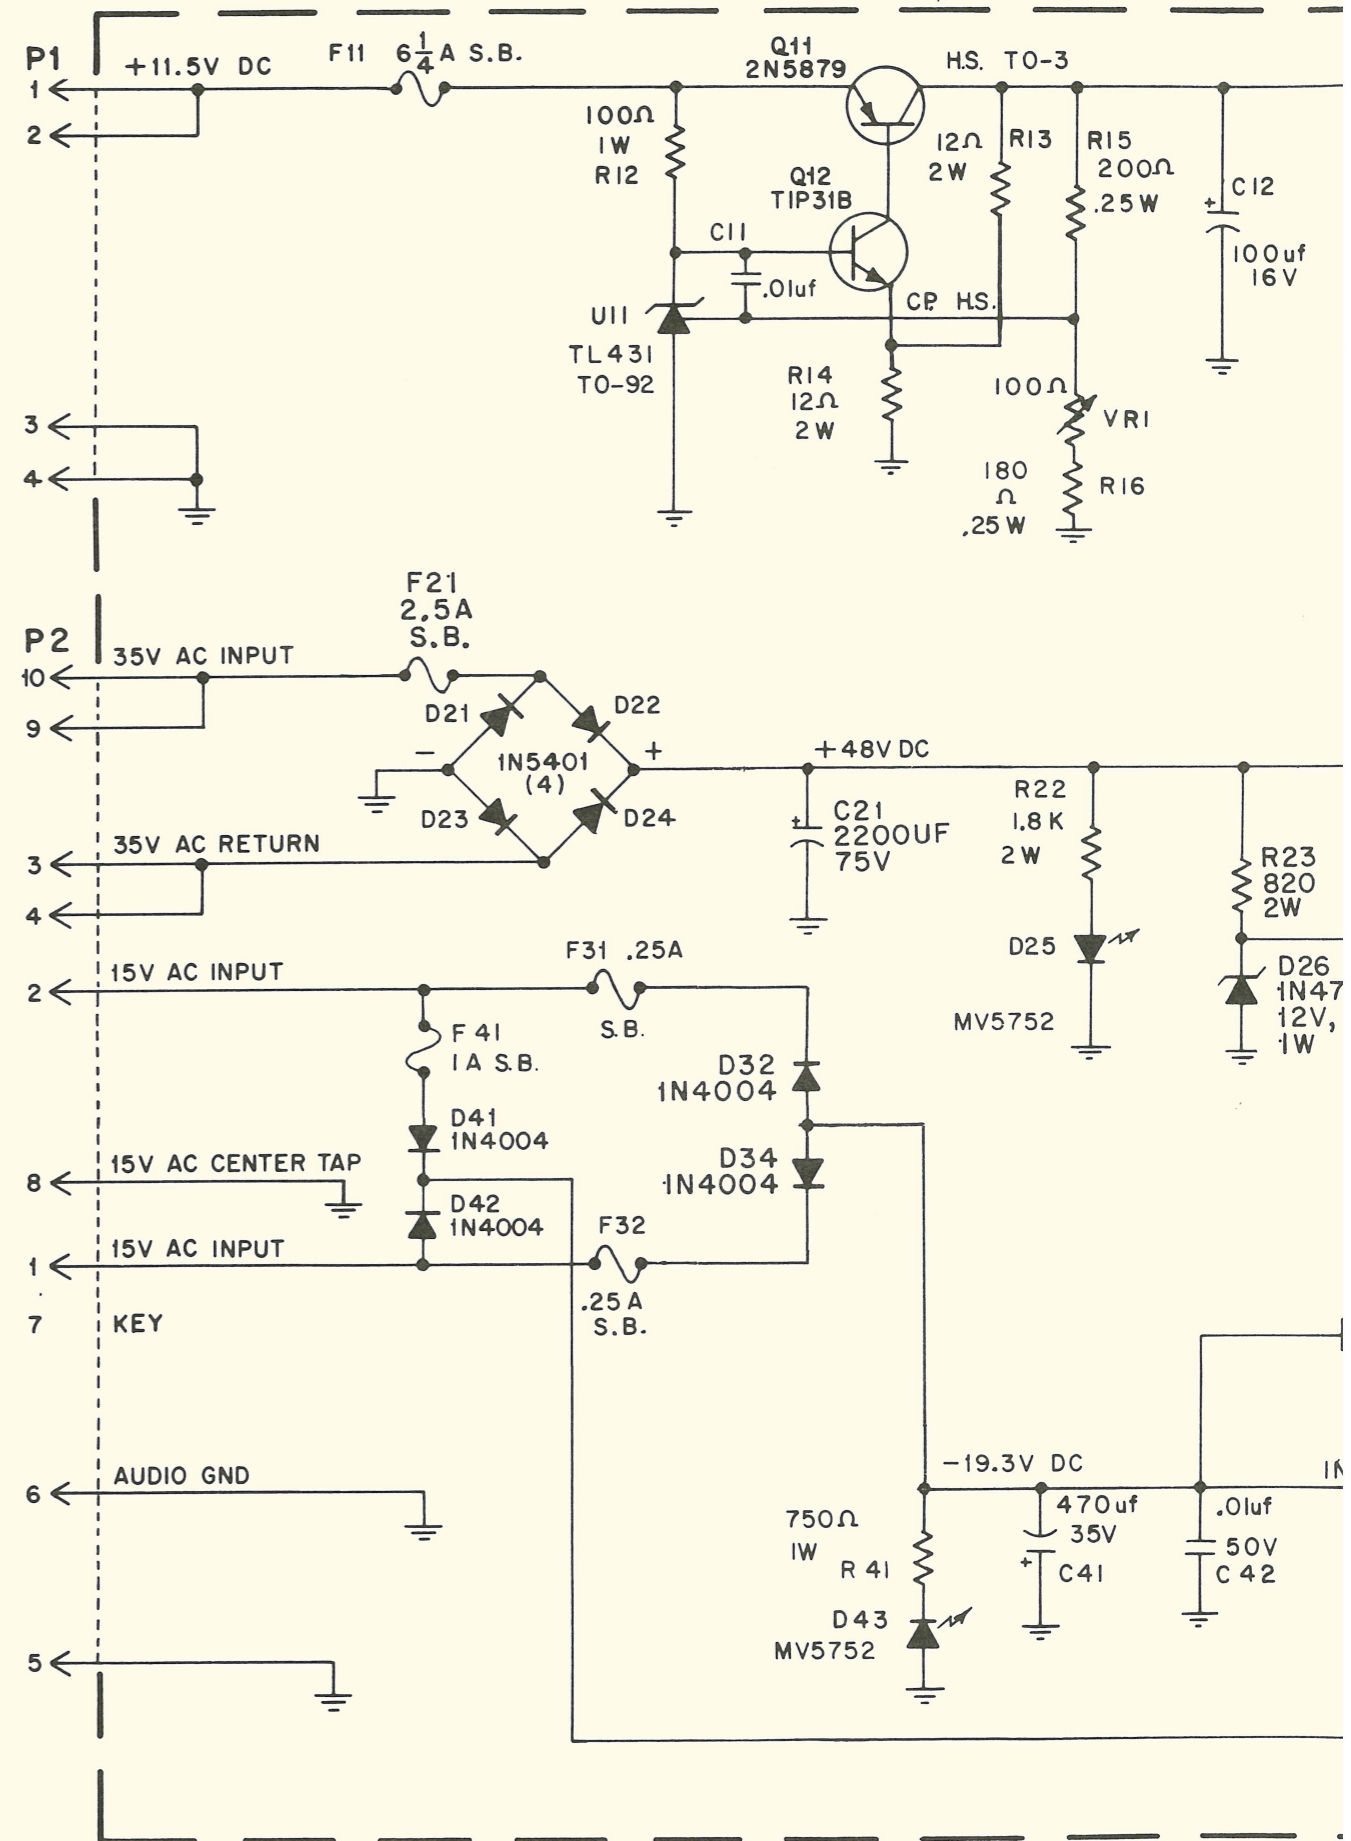 P1
+11.5V DC
F11 6 1/4 A S.B.
Q11
2N5879
H.S. TO-3
1
2
100Ω
1W
R12
Q12
TIP31B
12Ω
2W
R13
R15
200Ω
.25W
C12
+
100uf
16V
C11
.01uf
C.P. H.S.
U11
TL431
TO-92
R14
12Ω
2W
100Ω
VR1
180
Ω
.25W
R16
3
4
F21
2.5A
S.B.
P2
35V AC INPUT
10
9
D21
D22
-
+
1N5401
(4)
D23
D24
+48V DC
+
C21
2200UF
75V
R22
1.8K
2W
R23
820
2W
35V AC RETURN
3
4
D25
MV5752
D26
1N47
12V,
1W
15V AC INPUT
2
F31 .25A
S.B.
F 41
1A S.B.
D32
1N4004
D41
1N4004
D34
1N4004
15V AC CENTER TAP
8
D42
1N4004
F32
.25A
S.B.
15V AC INPUT
1
7 KEY
AUDIO GND
6
-19.3V DC
1N
750Ω
1W
R 41
470uf
35V
+
C41
.01uf
50V
C 42
D43
MV5752
5